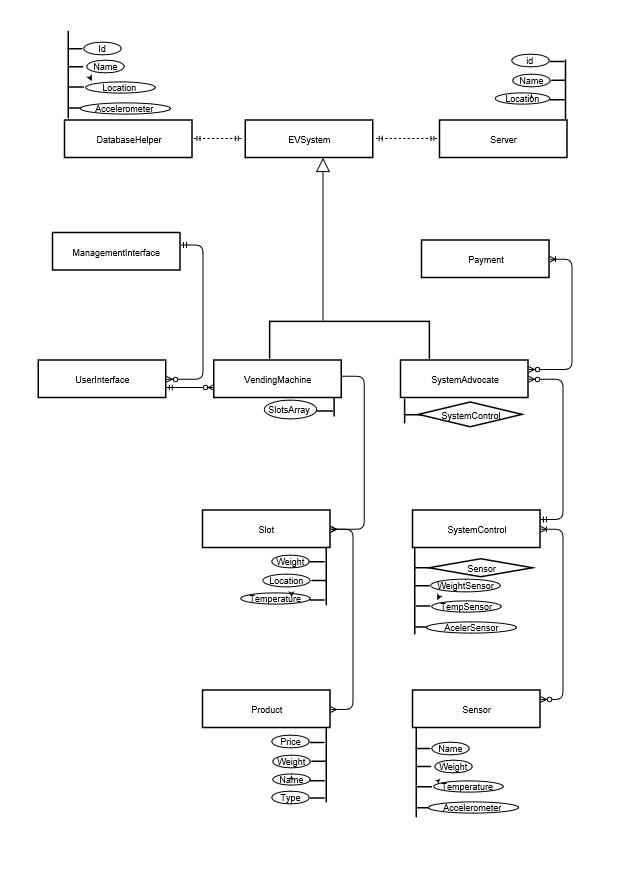 Id
Name
Location
Accelerometer
id
Name
Location
DatabaseHelper
EVSystem
Server
ManagementInterface
Payment
UserInterface
VendingMachine
SystemAdvocate
SlotsArray
SystemControl
Slot
SystemControl
Weight
Location
Temperature
Sensor
WeightSensor
TempSensor
AcelerSensor
Product
Sensor
Price
Weight
Name
Type
Name
Weight
Temperature
Accelerometer